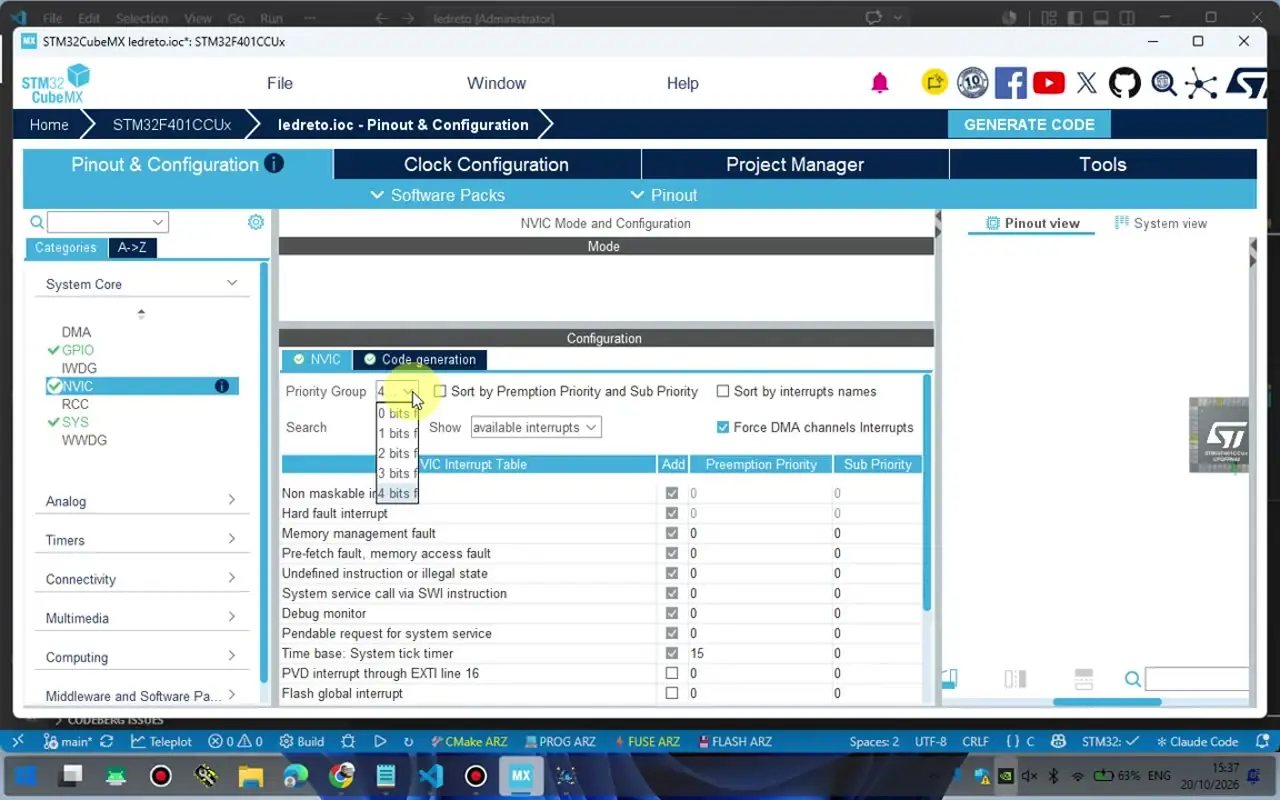 File Edit Selection View Go Run ··· ledreto [Administrator]
MX STM32CubeMX ledreto.ioc*: STM32F401CCUx
STM32 CubeMX
File Window Help
Home STM32F401CCUx ledreto.ioc - Pinout & Configuration GENERATE CODE
Pinout & Configuration Clock Configuration Project Manager Tools
Software Packs Pinout
NVIC Mode and Configuration
Pinout view System view
Categories A->Z
Mode
System Core
DMA
GPIO
IWDG
NVIC
RCC
SYS
WWDG
Analog
Timers
Connectivity
Multimedia
Computing
Middleware and Software Pa...
Configuration
NVIC Code generation
Priority Group 4 Sort by Premption Priority and Sub Priority Sort by interrupts names
0 bits f
1 bits f
2 bits f
3 bits f
4 bits f
Search Show available interrupts Force DMA channels Interrupts
VIC Interrupt Table Add Preemption Priority Sub Priority
Non maskable in 0 0
Hard fault interrupt 0 0
Memory management fault 0 0
Pre-fetch fault, memory access fault 0 0
Undefined instruction or illegal state 0 0
System service call via SWI instruction 0 0
Debug monitor 0 0
Pendable request for system service 0 0
Time base: System tick timer 15 0
PVD interrupt through EXTI line 16 0 0
Flash global interrupt 0 0
CODEBERG ISSUES
main* 0 0 Teleplot Build CMake ARZ PROG ARZ FUSE ARZ FLASH ARZ Spaces: 2 UTF-8 CRLF {} C STM32: Claude Code
MX 63% ENG 15:37
20/10/2026